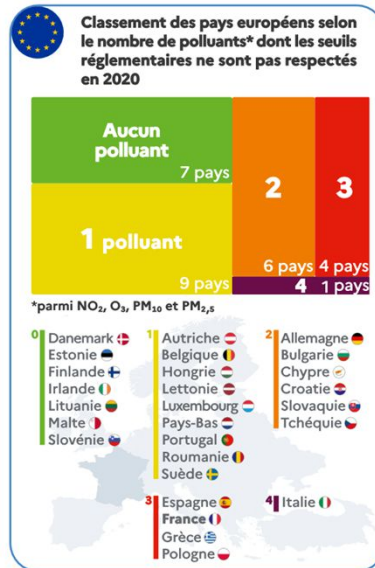 Classement des pays européens selon
le nombre de polluants* dont les seuils
réglementaires ne sont pas respectés
en 2020
Aucun
polluant
7 pays
1 polluant
9 pays
2
6 pays
3
4 pays
4 1 pays
*parmi NO₂, O₃, PM₁₀ et PM₂,₅
0
Danemark
Estonie
Finlande
Irlande
Lituanie
Malte
Slovénie
1
Autriche
Belgique
Hongrie
Lettonie
Luxembourg
Pays-Bas
Portugal
Roumanie
Suède
2
Allemagne
Bulgarie
Chypre
Croatie
Slovaquie
Tchéquie
3
Espagne
France
Grèce
Pologne
4
Italie